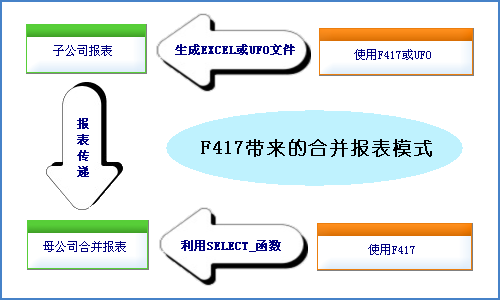 子公司报表
生成EXCEL或UFO文件
使用F417或UFO
报表传递
F417带来的合并报表模式
母公司合并报表
利用SELECT_函数
使用F417